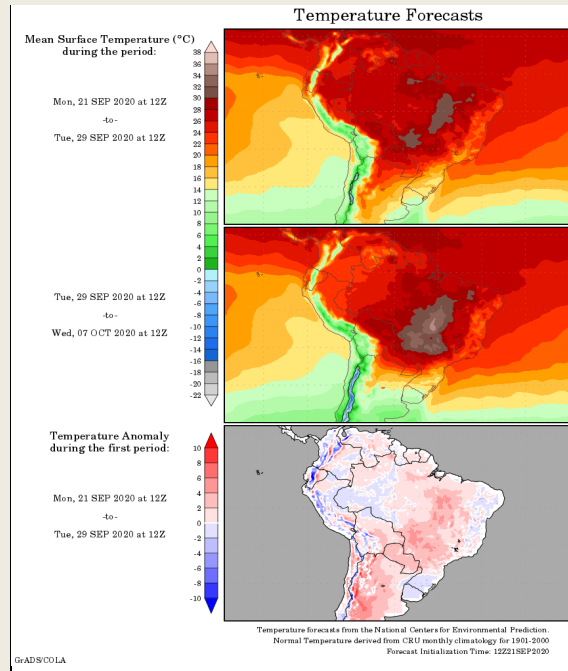 Temperature Forecasts
Mean Surface Temperature (°C)
during the period:
Mon, 21 SEP 2020 at 12Z
-to-
Tue, 29 SEP 2020 at 12Z
38
36
34
32
30
28
26
24
22
20
18
16
14
12
10
8
6
4
2
0
-2
-4
-6
-8
-10
-12
-14
-16
-18
-20
-22
Tue, 29 SEP 2020 at 12Z
-to-
Wed, 07 OCT 2020 at 12Z
Temperature Anomaly
during the first period:
Mon, 21 SEP 2020 at 12Z
-to-
Tue, 29 SEP 2020 at 12Z
10
8
6
4
2
0
-2
-4
-6
-8
-10
Temperature forecasts from the National Centers for Environmental Prediction.
Normal Temperature derived from CRU monthly climatology for 1901-2000
Forecast Initialization Time: 12Z21SEP2020
GrADS/COLA